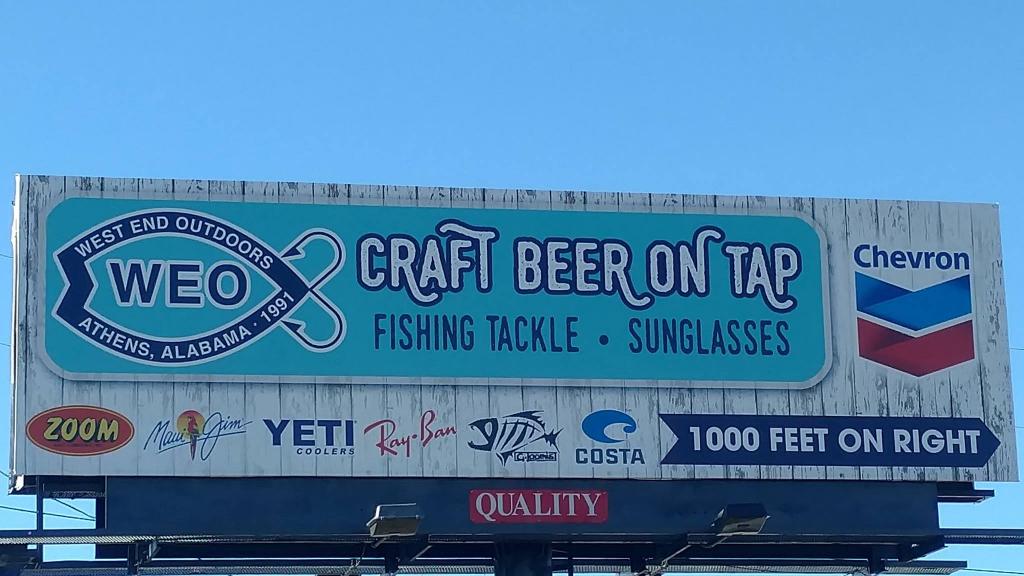 WEST END OUTDOORS
WEO
ATHENS, ALABAMA · 1991
CRAFT BEER ON TAP
FISHING TACKLE • SUNGLASSES
Chevron
ZOOM
Maui Jim
YETI
COOLERS
Ray-Ban
G.Loomis
COSTA
1000 FEET ON RIGHT
QUALITY